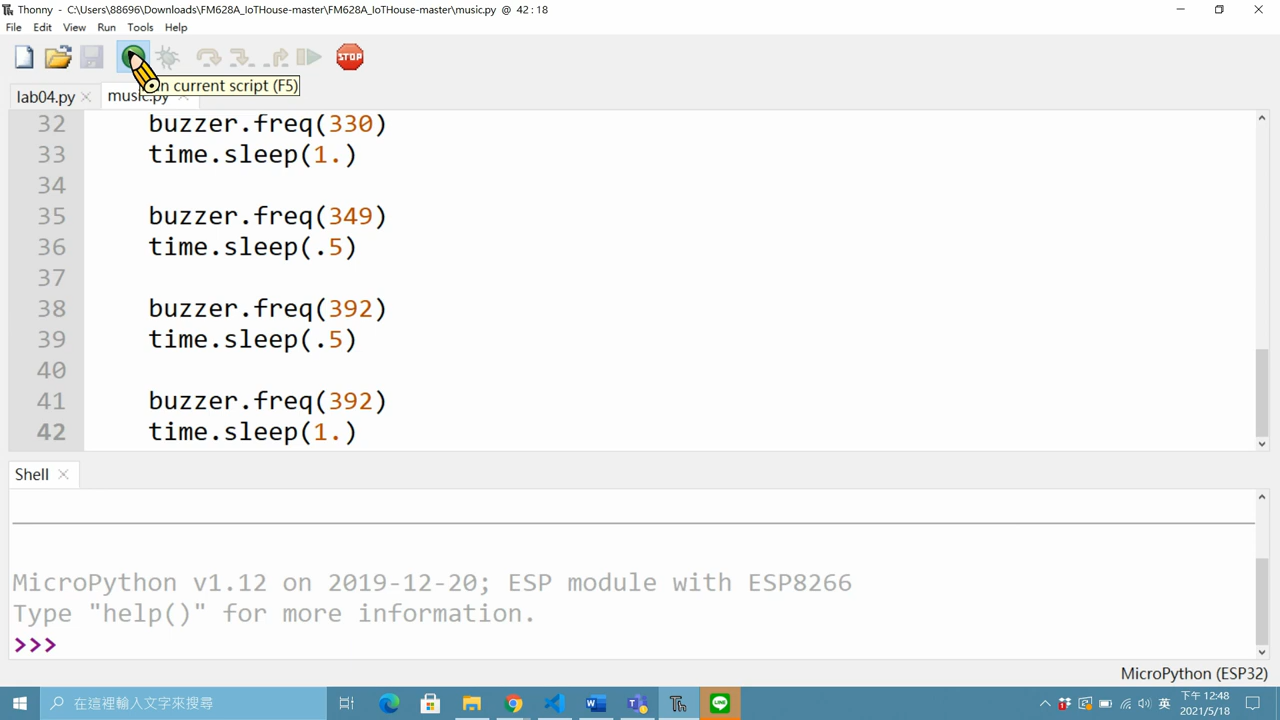 Thonny - C:\Users\88696\Downloads\FM628A_IoTHouse-master\FM628A_IoTHouse-master\music.py @ 42 : 18
File Edit View Run Tools Help
STOP
current script (F5)
lab04.py
music.py
32 buzzer.freq(330)
33 time.sleep(1.)
34
35 buzzer.freq(349)
36 time.sleep(.5)
37
38 buzzer.freq(392)
39 time.sleep(.5)
40
41 buzzer.freq(392)
42 time.sleep(1.)
Shell
MicroPython v1.12 on 2019-12-20; ESP module with ESP8266
Type "help()" for more information.
>>>
MicroPython (ESP32)
在這裡輸入文字來搜尋
英
下午 12:48
2021/5/18